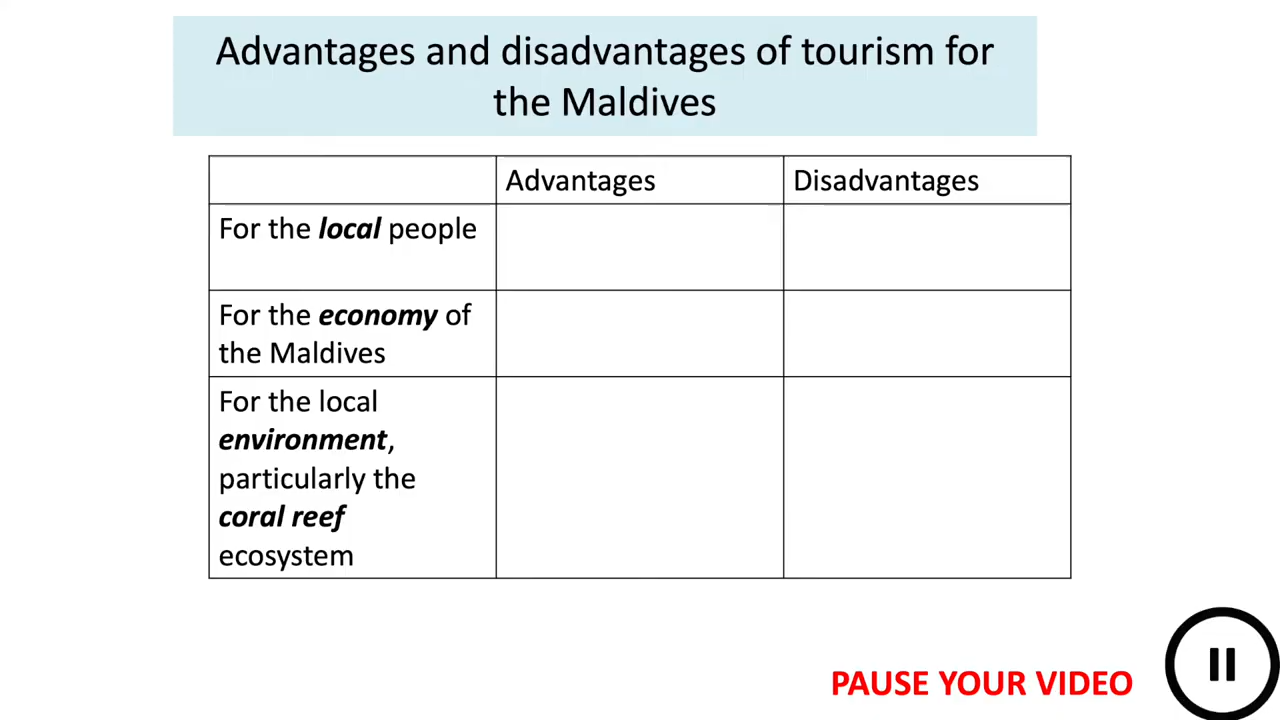 Advantages and disadvantages of tourism for
the Maldives
Advantages
Disadvantages
For the local people
For the economy of
the Maldives
For the local
environment,
particularly the
coral reef
ecosystem
PAUSE YOUR VIDEO